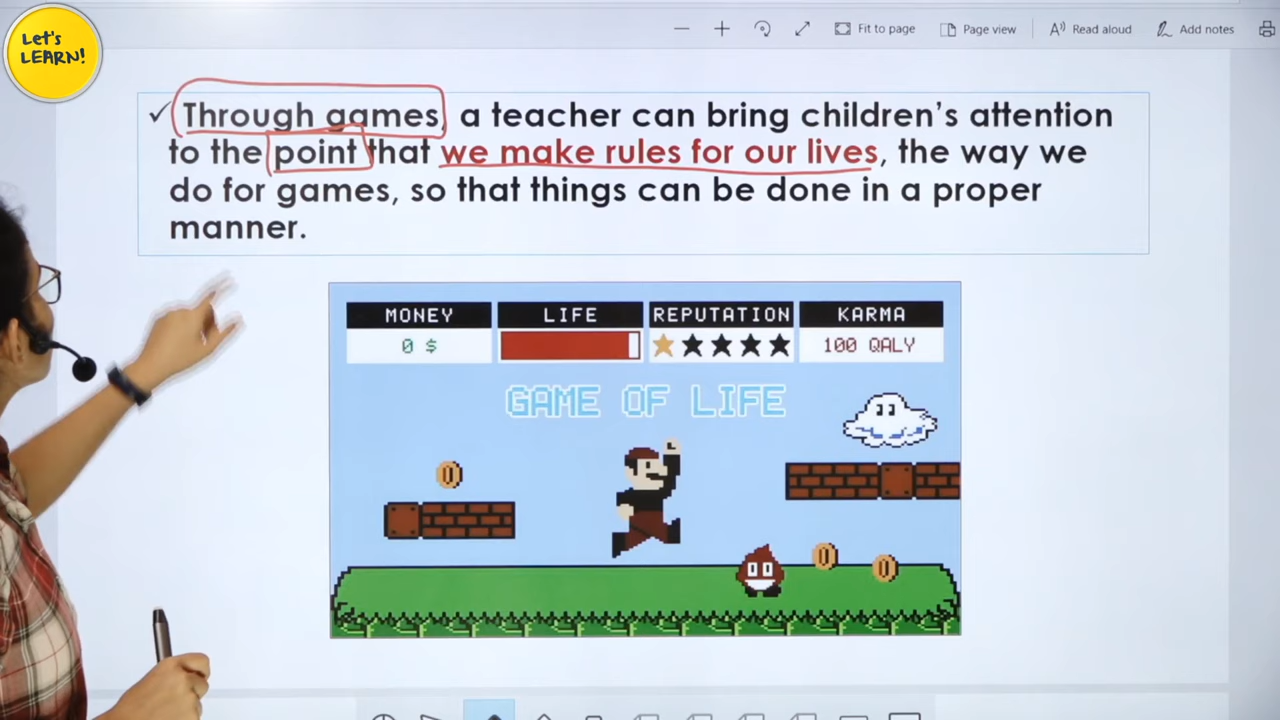 Let's
LEARN!
Fit to page
Page view
Read aloud
Add notes
✓ Through games, a teacher can bring children's attention
to the point that we make rules for our lives, the way we
do for games, so that things can be done in a proper
manner.
MONEY LIFE REPUTATION KARMA
0 $ 100 QALY
GAME OF LIFE